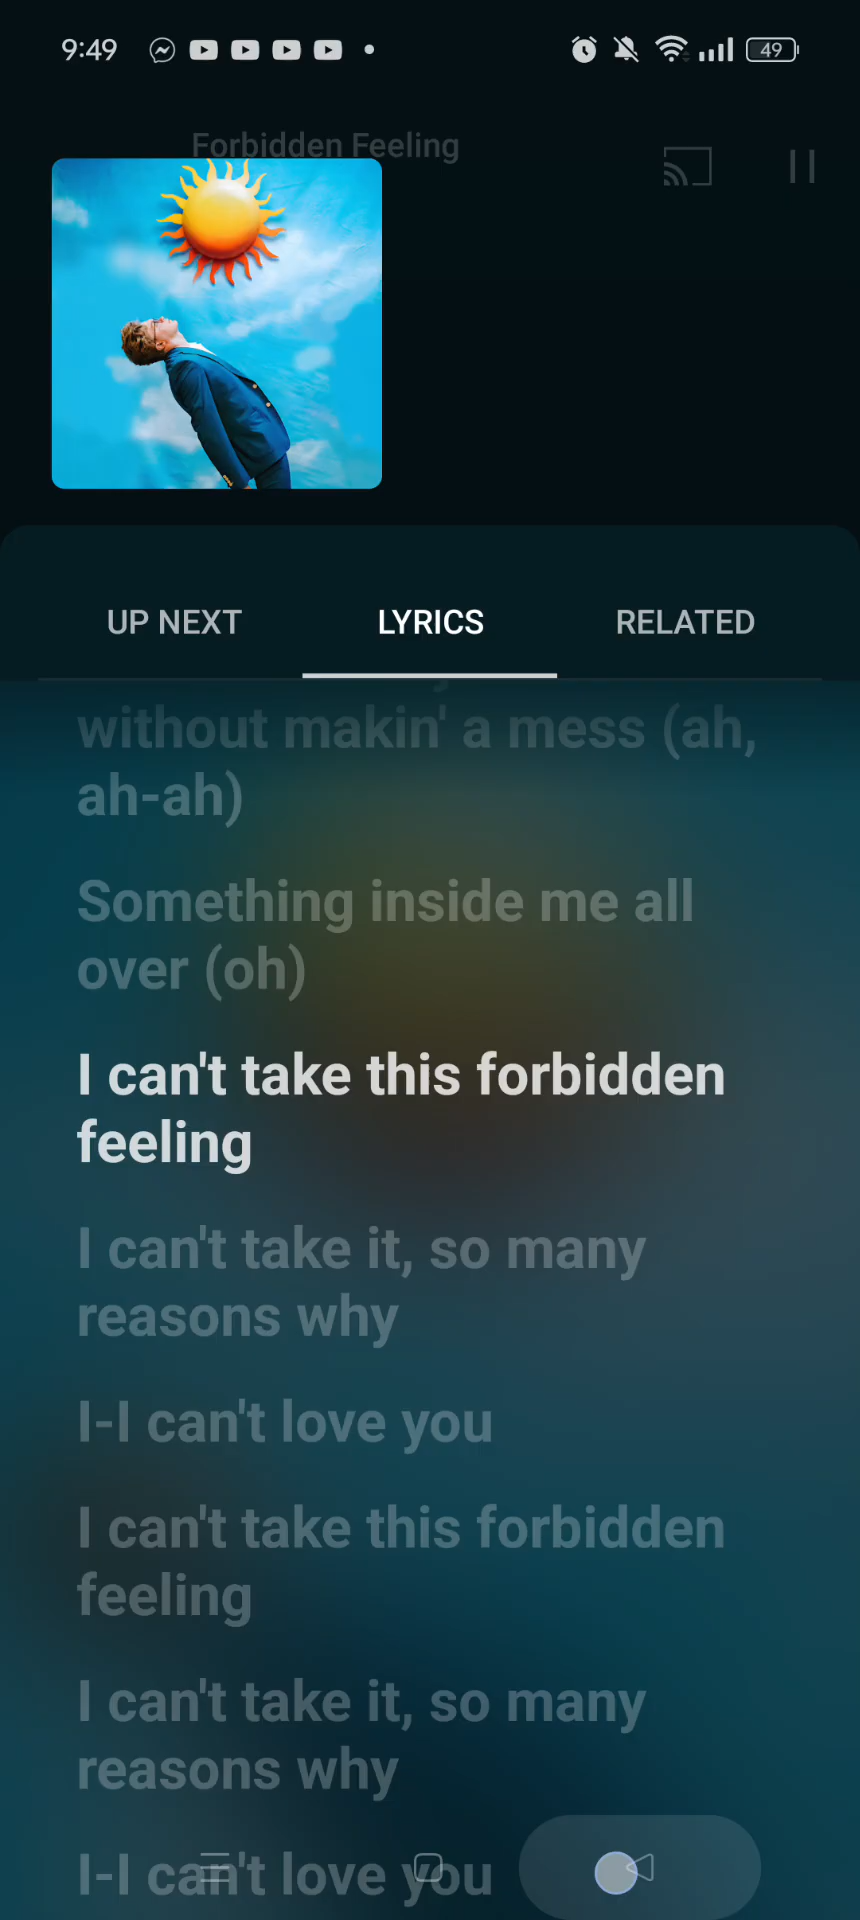 9:49
49
Forbidden Feeling
UP NEXT
LYRICS
RELATED
without makin' a mess (ah,
ah-ah)
Something inside me all
over (oh)
I can't take this forbidden
feeling
I can't take it, so many
reasons why
I-I can't love you
I can't take this forbidden
feeling
I can't take it, so many
reasons why
I-I can't love you